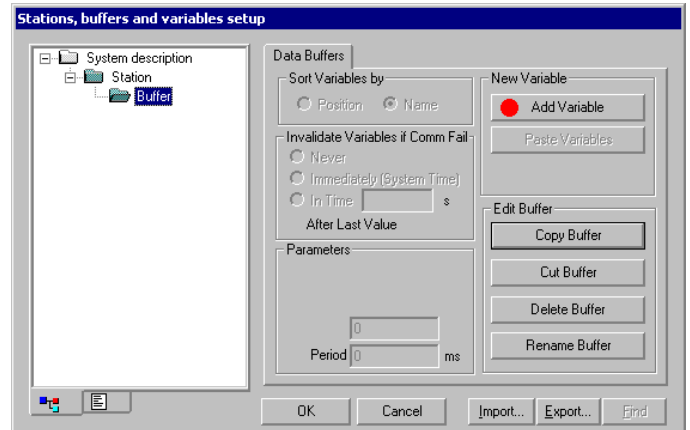 Stations, buffers and variables setup
System description
Station
Buffer
Data Buffers
Sort Variables by
Position
Name
Invalidate Variables if Comm Fail
Never
Immediately (System Time)
In Time
s
After Last Value
Parameters
0
Period 0 ms
New Variable
Add Variable
Paste Variables
Edit Buffer
Copy Buffer
Cut Buffer
Delete Buffer
Rename Buffer
OK
Cancel
Import...
Export...
Find